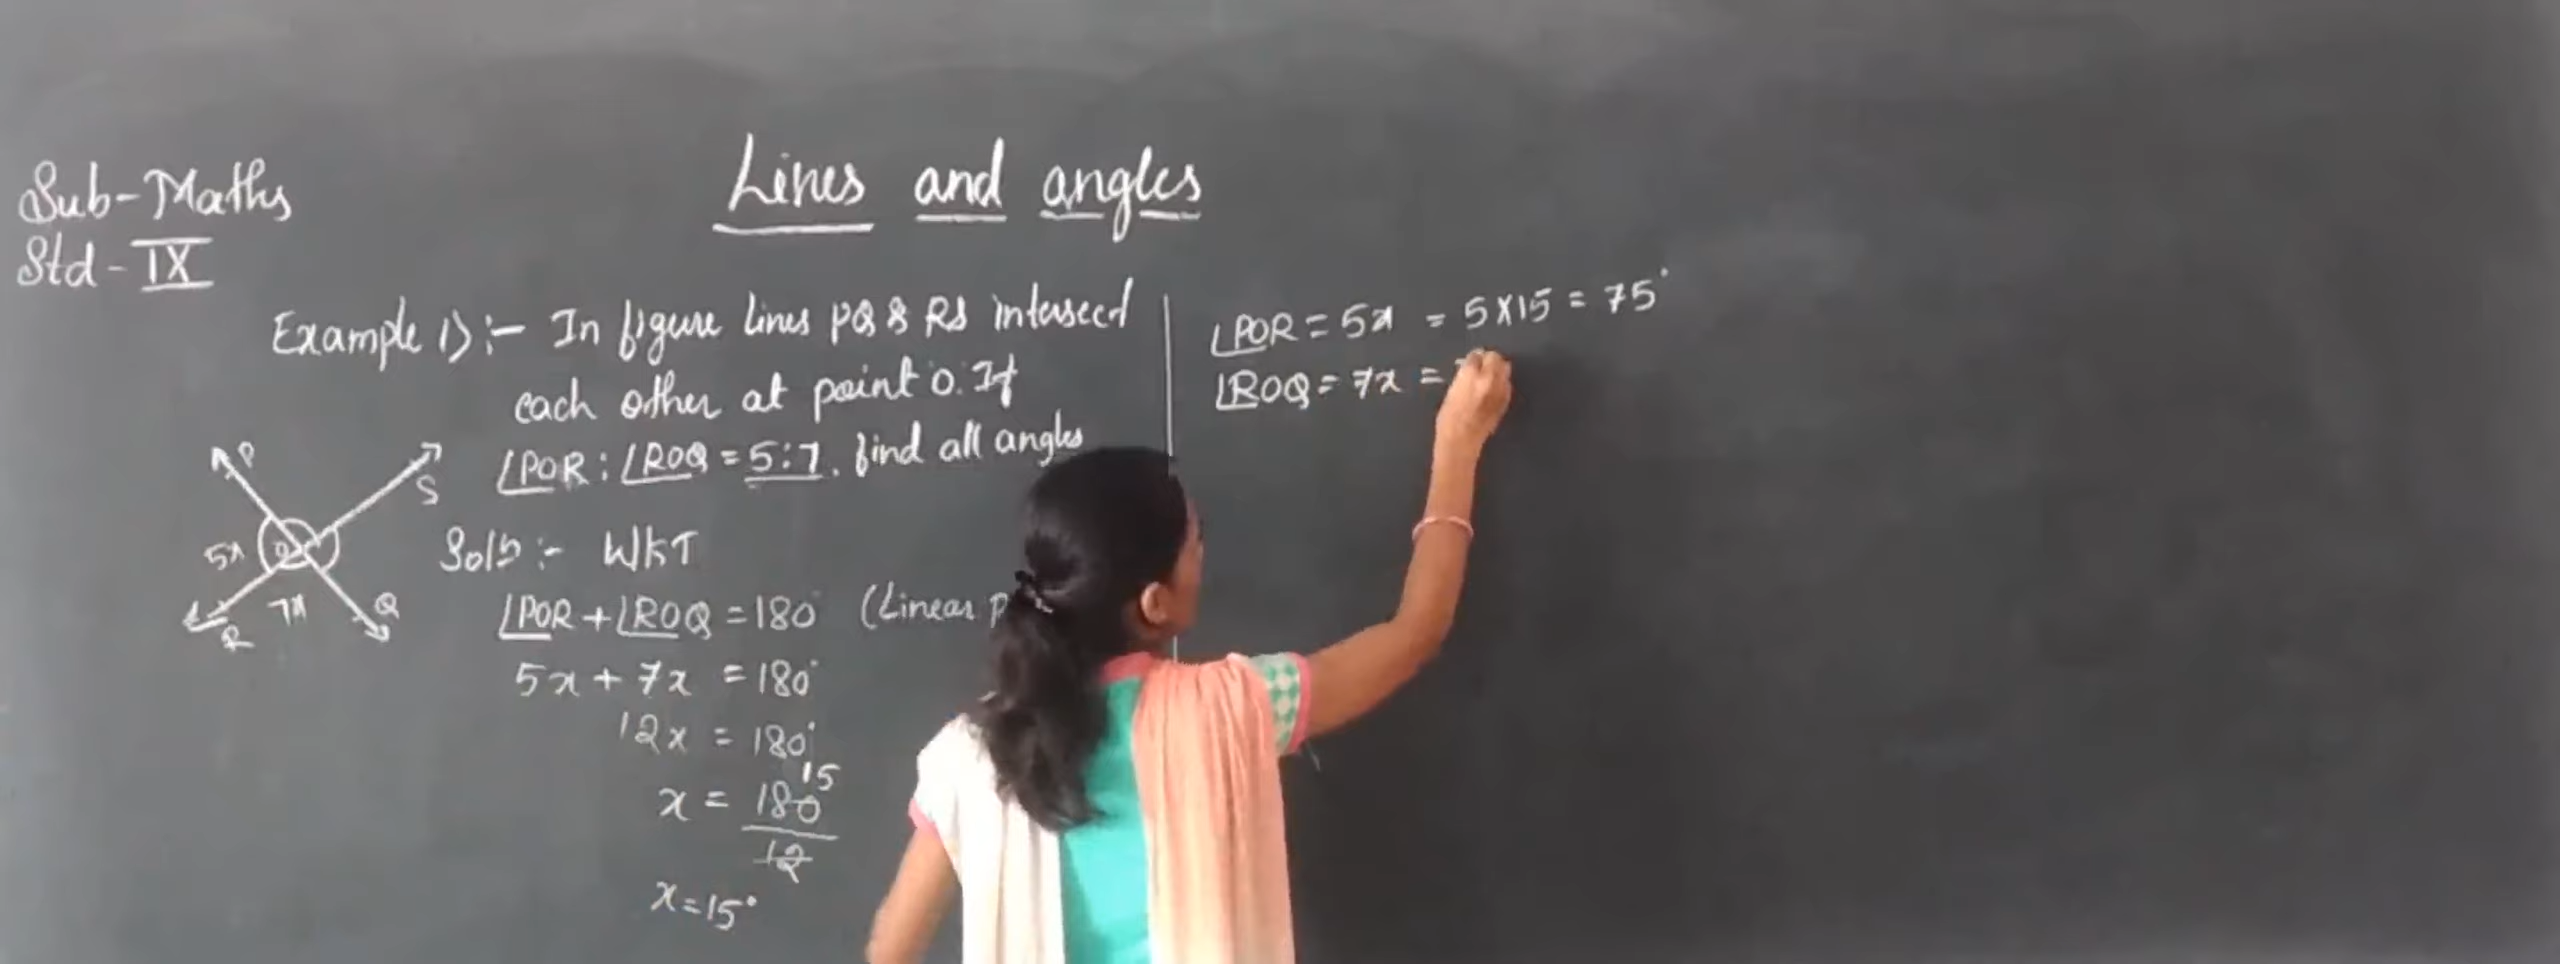 Sub-Maths
Std-IX
Lines and angles
Example 1):- In figure lines PQ & RS intersect
each other at point O. If
∠POR : ∠ROQ = 5:7. find all angles
P
S
5x
O
7x
Q
R
Soln:- WKT
∠POR + ∠ROQ = 180° (Linear
5x + 7x = 180°
12x = 180°
15
x = 180
12
x = 15°
∠POR = 5x = 5×15 = 75°
∠ROQ = 7x =